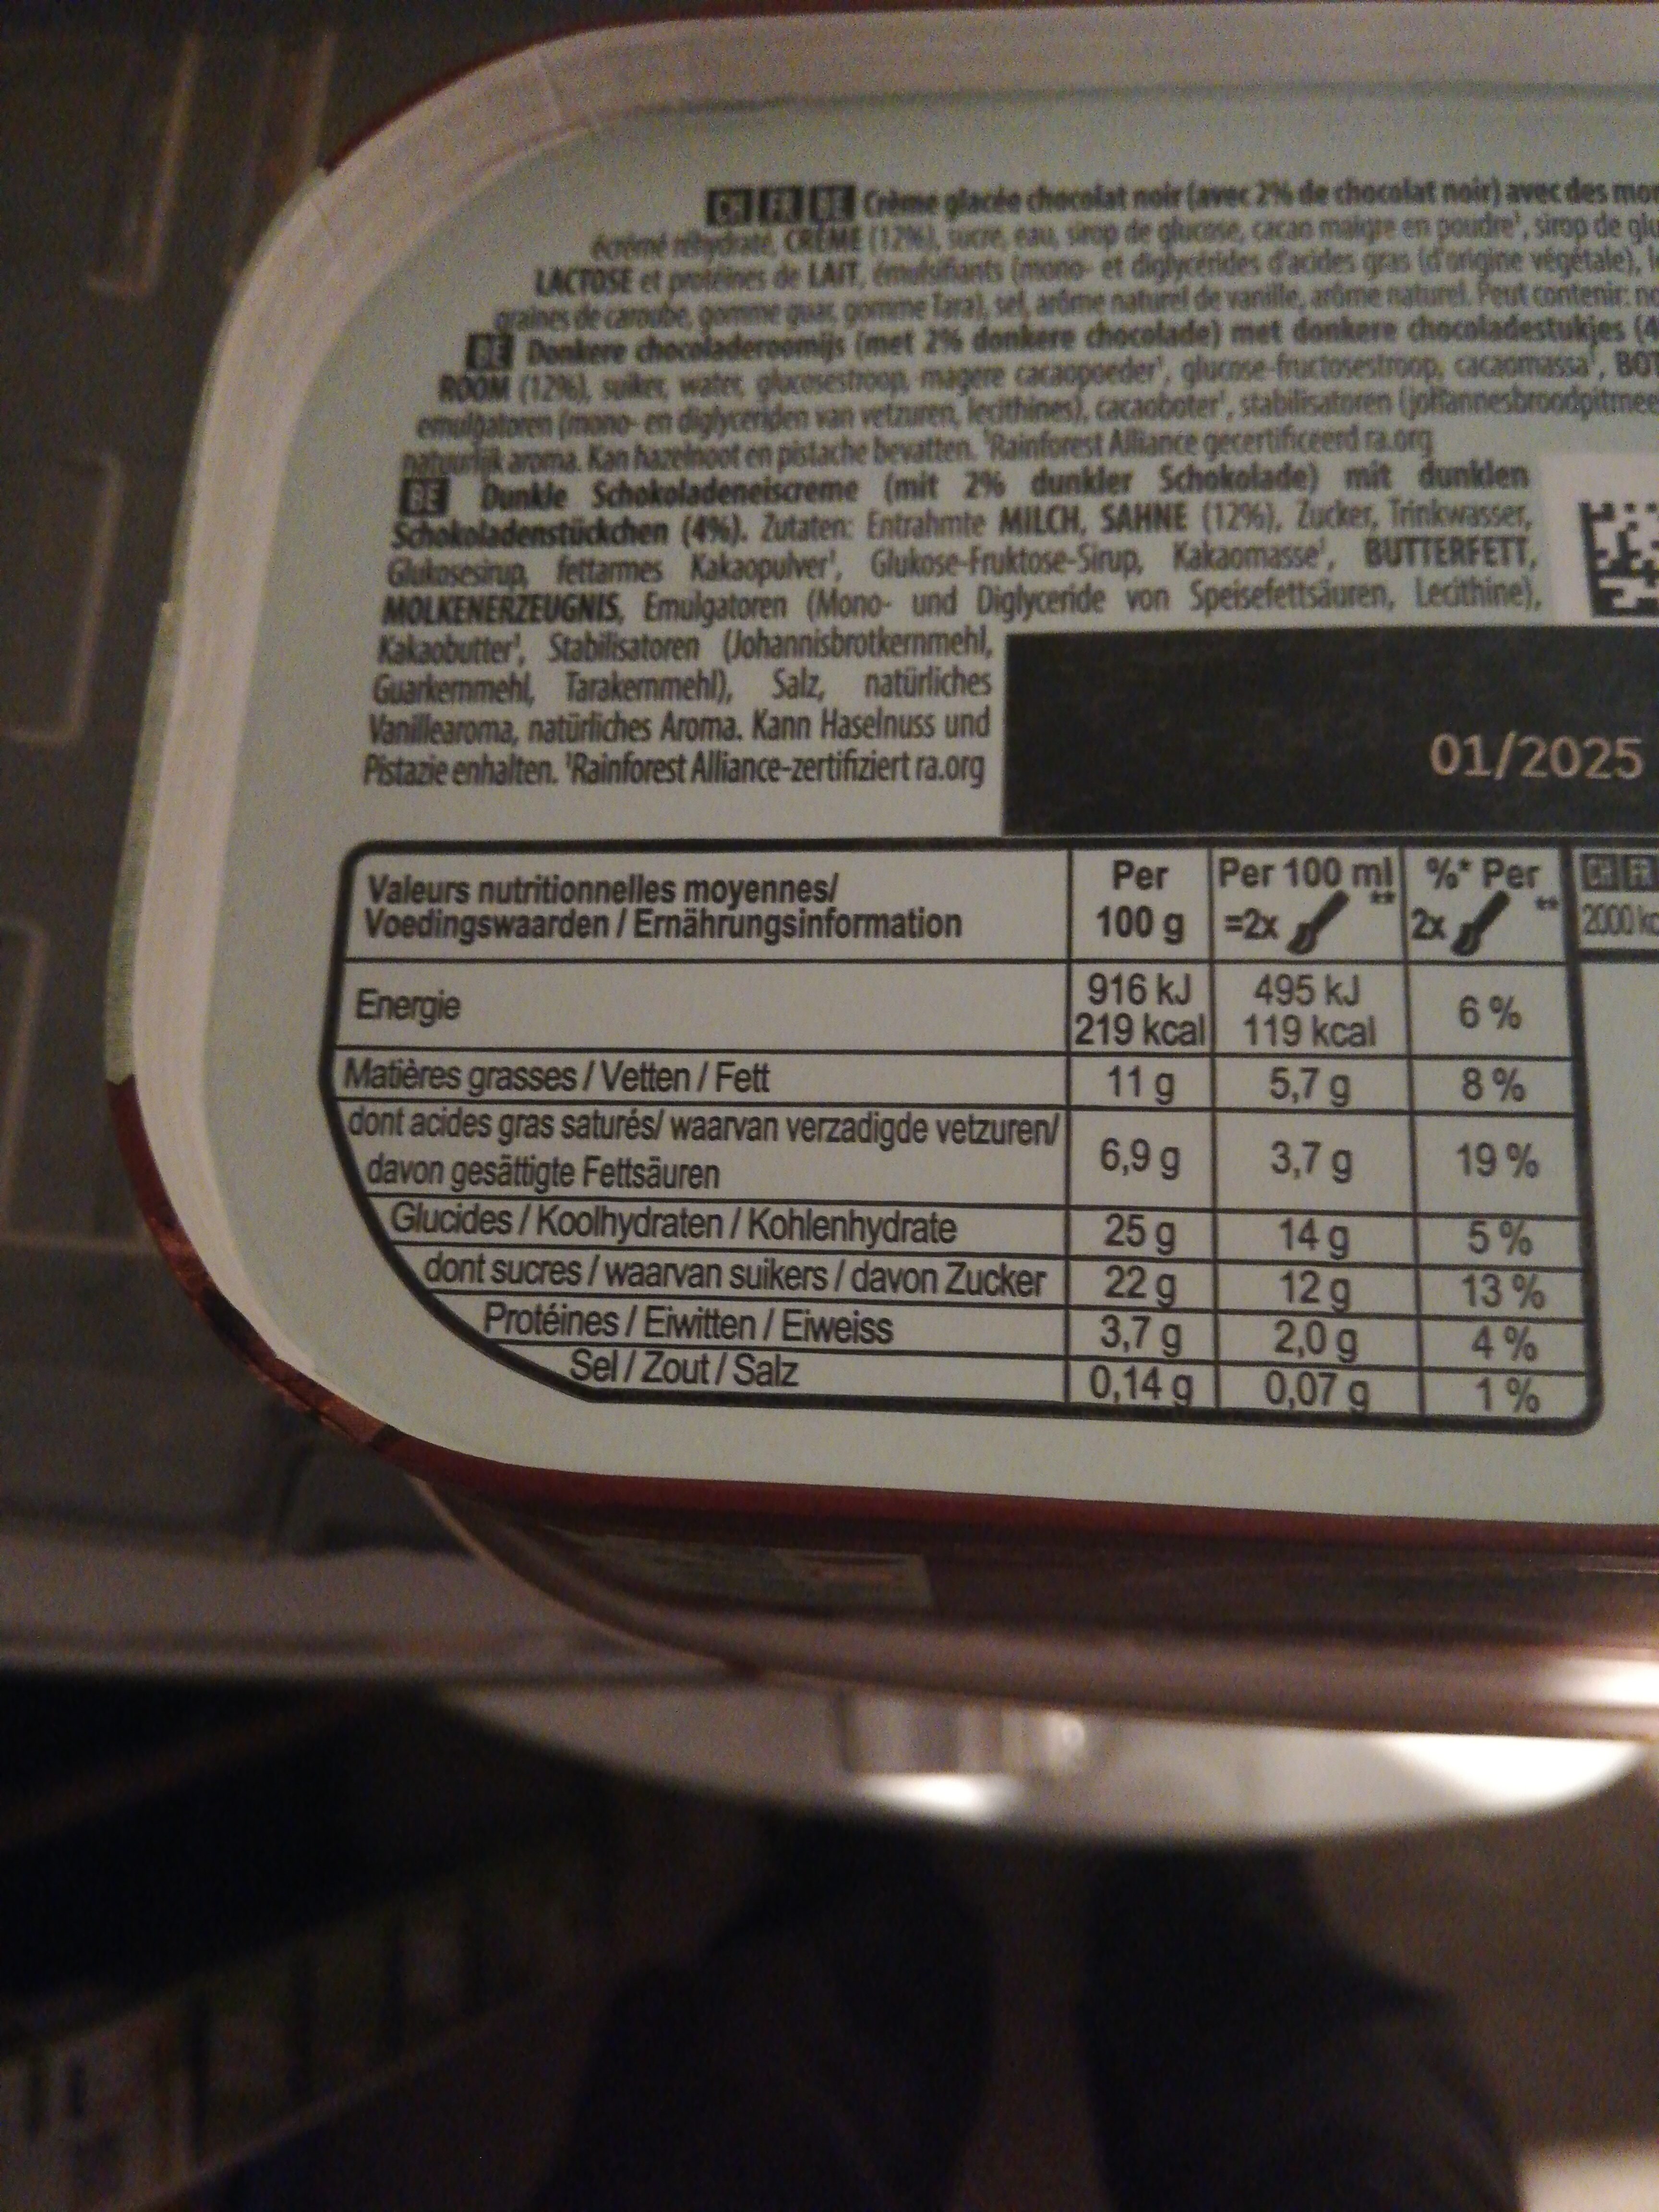 CH FR BE Crème glacée chocolat noir (avec 2% de chocolat noir) avec des
écrémé réhydraté, CRÈME (12%), sucre, eau, sirop de glucose, cacao maigre en poudre¹, sirop de
LACTOSE et protéines de LAIT, émulsifiants (mono- et diglycérides d'acides gras (d'origine végétale),
graines de caroube, gomme guar, gomme Tara), sel, arôme naturel de vanille, arôme naturel. Peut contenir:
BE Donkere chocoladeroomijs (met 2% donkere chocolade) met donkere chocoladestukjes (4
ROOM (12%), suiker, water, glucosestroop, magere cacaopoeder¹, glucose-fructosestroop, cacaomassa¹,
emulgatoren (mono- en diglyceriden van vetzuren, lecithines), cacaoboter¹, stabilisatoren
natuurlijk aroma. Kan hazelnoot en pistache bevatten. ¹Rainforest Alliance gecertificeerd ra.org
BE Dunkle Schokoladeneiscreme (mit 2% dunkler Schokolade) mit dunklen
Schokoladenstückchen (4%). Zutaten: Entrahmte MILCH, SAHNE (12%), Zucker, Trinkwasser,
Glukosesirup, fettarmes Kakaopulver¹, Glukose-Fruktose-Sirup, Kakaomasse¹, BUTTERFETT,
MOLKENERZEUGNIS, Emulgatoren (Mono- und Diglyceride von Speisefettsäuren, Lecithine),
Kakaobutter¹, Stabilisatoren (Johannisbrotkernmehl,
Guarkernmehl, Tarakernmehl), Salz, natürliches
Vanillearoma, natürliches Aroma. Kann Haselnuss und
Pistazie enhalten. ¹Rainforest Alliance-zertifiziert ra.org
01/2025
Valeurs nutritionnelles moyennes/
Voedingswaarden / Ernährungsinformation
Per
100 g
Per 100 ml
=2x **
%* Per
2x **
CH FR
2000
Energie
916 kJ 495 kJ 6 %
219 kcal 119 kcal
Matières grasses / Vetten / Fett 11 g 5,7 g 8 %
dont acides gras saturés/ waarvan verzadigde vetzuren/
davon gesättigte Fettsäuren 6,9 g 3,7 g 19 %
Glucides / Koolhydraten / Kohlenhydrate 25 g 14 g 5 %
dont sucres / waarvan suikers / davon Zucker 22 g 12 g 13 %
Protéines / Eiwitten / Eiweiss 3,7 g 2,0 g 4 %
Sel / Zout / Salz 0,14 g 0,07 g 1 %